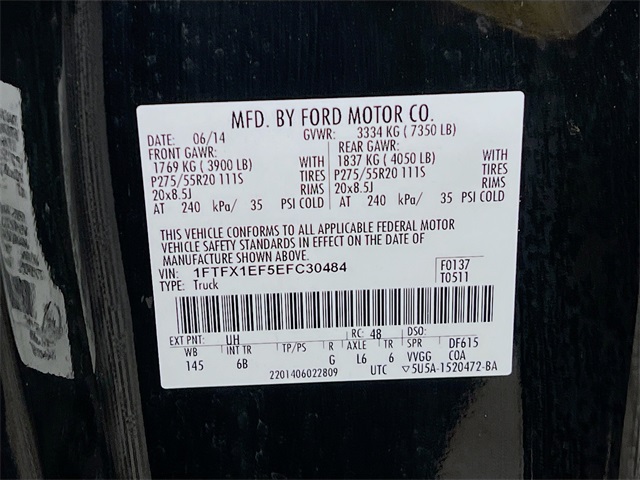 MFD. BY FORD MOTOR CO.
DATE: 06/14 GVWR: 3334 KG ( 7350 LB)
FRONT GAWR: REAR GAWR:
1769 KG ( 3900 LB) WITH 1837 KG ( 4050 LB) WITH
P275/55R20 111S TIRES P275/55R20 111S TIRES
20x8.5J RIMS 20x8.5J RIMS
AT 240 kPa/ 35 PSI COLD AT 240 kPa/ 35 PSI COLD
THIS VEHICLE CONFORMS TO ALL APPLICABLE FEDERAL MOTOR
VEHICLE SAFETY STANDARDS IN EFFECT ON THE DATE OF
MANUFACTURE SHOWN ABOVE.
VIN: 1FTFX1EF5EFC30484 F0137
TYPE: Truck T0511
EXT PNT: UH RC: 48 DSO:
WB INT TR TP/PS R AXLE TR SPR DF615
145 6B G L6 6 VVGG COA
2201406022809 UTC ▽5U5A-1520472-BA